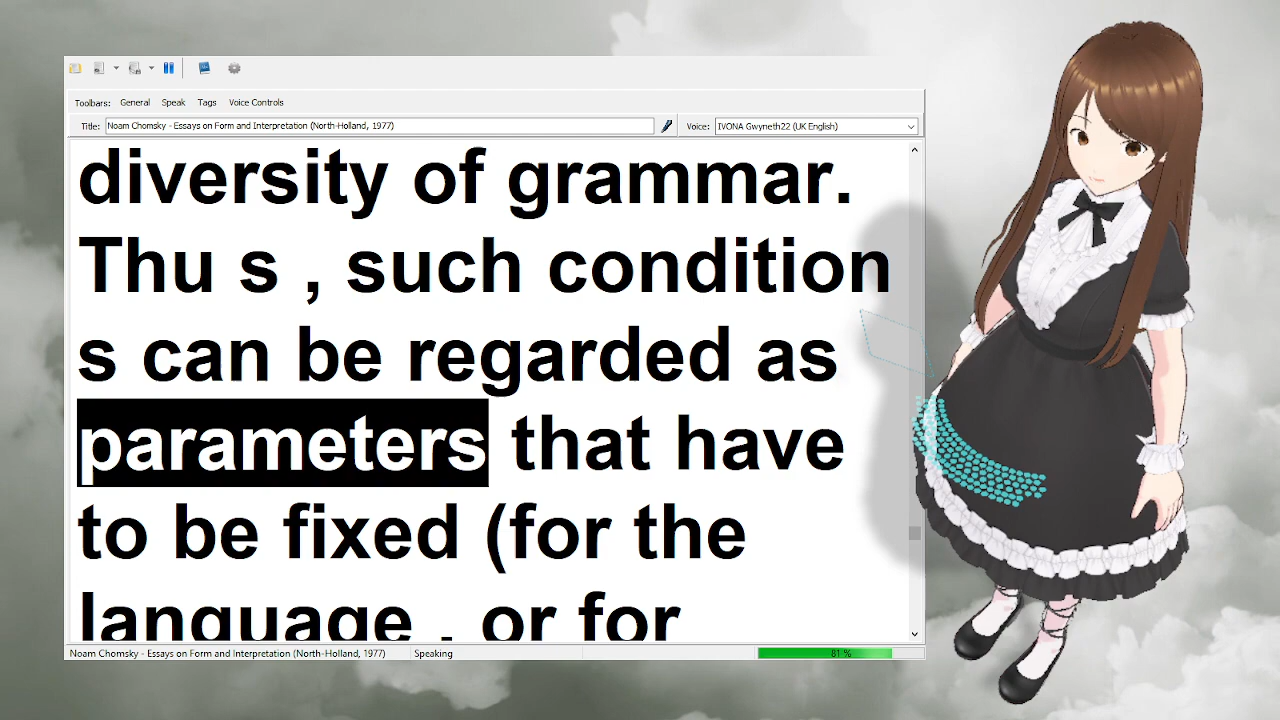 Toolbars: General Speak Tags Voice Controls
Title: Noam Chomsky - Essays on Form and Interpretation (North-Holland, 1977) Voice: IVONA Gwyneth22 (UK English)
diversity of grammar.
Thu s , such condition
s can be regarded as
parameters that have
to be fixed (for the
language , or for
Noam Chomsky - Essays on Form and Interpretation (North-Holland, 1977) Speaking 81 %